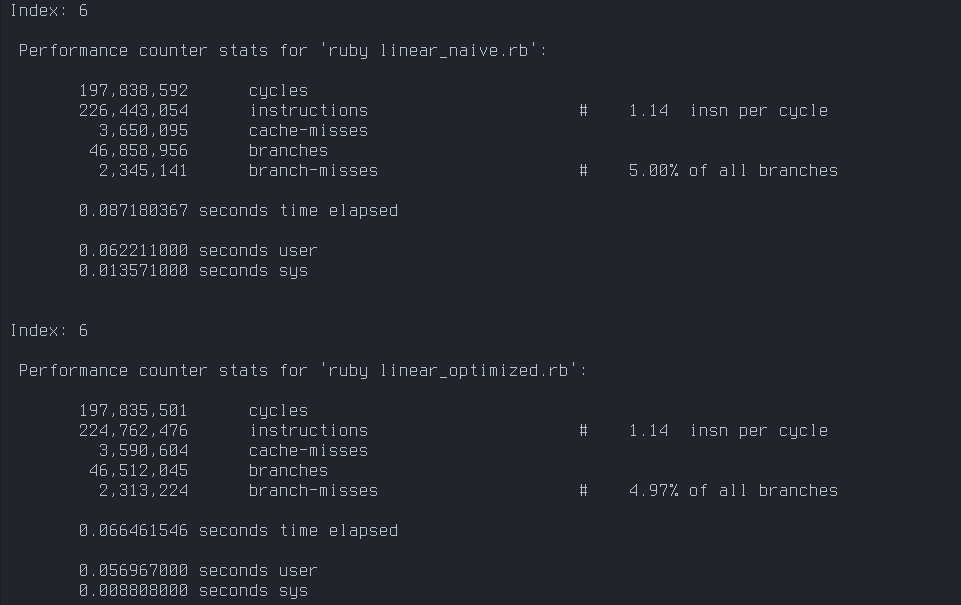 Index: 6
Performance counter stats for 'ruby linear_naive.rb':
197,838,592 cycles
226,443,054 instructions # 1.14 insn per cycle
3,650,095 cache-misses
46,858,956 branches
2,345,141 branch-misses # 5.00% of all branches
0.087180367 seconds time elapsed
0.062211000 seconds user
0.013571000 seconds sys
Index: 6
Performance counter stats for 'ruby linear_optimized.rb':
197,835,501 cycles
224,762,476 instructions # 1.14 insn per cycle
3,590,604 cache-misses
46,512,045 branches
2,313,224 branch-misses # 4.97% of all branches
0.066461546 seconds time elapsed
0.056967000 seconds user
0.008808000 seconds sys